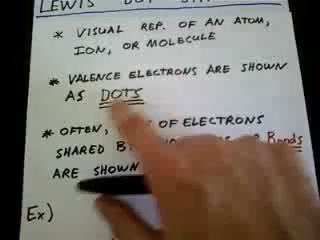 LEWIS DOT
* VISUAL REP. OF AN ATOM,
ION, OR MOLECULE
* VALENCE ELECTRONS ARE SHOWN
AS DOTS
* OFTEN, OF ELECTRONS
SHARED Bonds
ARE SHOWN
Ex)